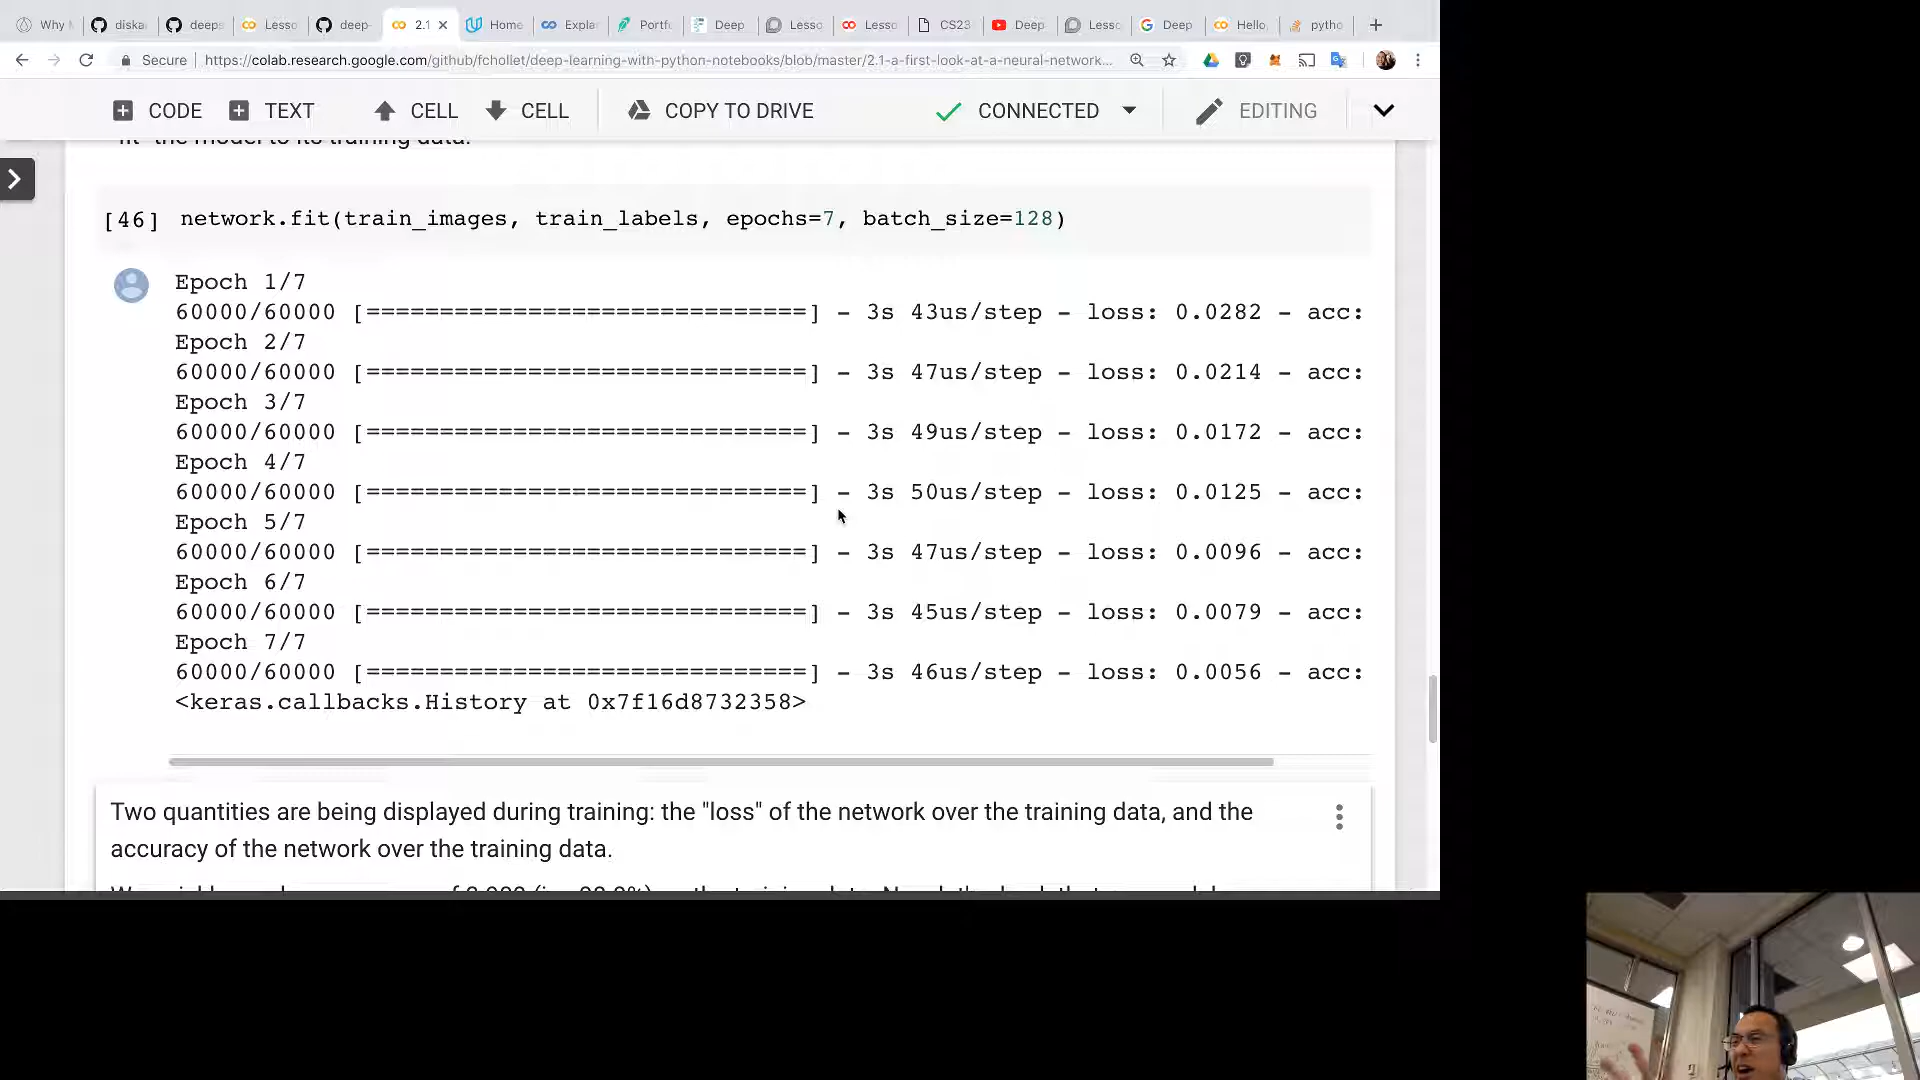 Why
diska
deeps
Lesso
deep-
2.1
Home
Expla
Portfo
Deep
Lesso
Lesso
CS23
Deep
Lesso
Deep
Hello,
pytho
Secure
https://colab.research.google.com/github/fchollet/deep-learning-with-python-notebooks/blob/master/2.1-a-first-look-at-a-neural-network...
CODE TEXT CELL CELL COPY TO DRIVE CONNECTED EDITING
"fit" the model to its training data.
[46] network.fit(train_images, train_labels, epochs=7, batch_size=128)
Epoch 1/7
60000/60000 [==============================] - 3s 43us/step - loss: 0.0282 - acc:
Epoch 2/7
60000/60000 [==============================] - 3s 47us/step - loss: 0.0214 - acc:
Epoch 3/7
60000/60000 [==============================] - 3s 49us/step - loss: 0.0172 - acc:
Epoch 4/7
60000/60000 [==============================] - 3s 50us/step - loss: 0.0125 - acc:
Epoch 5/7
60000/60000 [==============================] - 3s 47us/step - loss: 0.0096 - acc:
Epoch 6/7
60000/60000 [==============================] - 3s 45us/step - loss: 0.0079 - acc:
Epoch 7/7
60000/60000 [==============================] - 3s 46us/step - loss: 0.0056 - acc:
<keras.callbacks.History at 0x7f16d8732358>
Two quantities are being displayed during training: the "loss" of the network over the training data, and the
accuracy of the network over the training data.